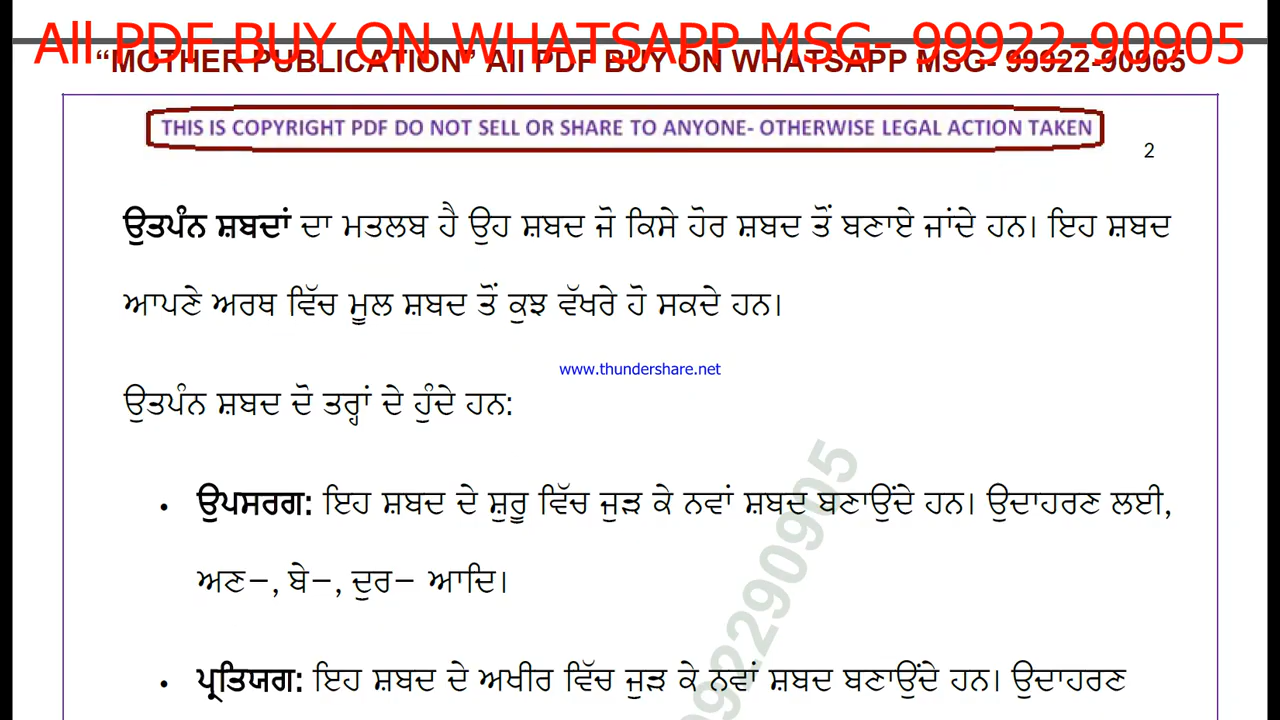 All PDF BUY ON WHATSAPP MSG- 99922-90905
“MOTHER PUBLICATION” All PDF BUY ON WHATSAPP MSG- 99922-90905
THIS IS COPYRIGHT PDF DO NOT SELL OR SHARE TO ANYONE- OTHERWISE LEGAL ACTION TAKEN
2
ਉਤਪੰਨ ਸ਼ਬਦਾਂ ਦਾ ਮਤਲਬ ਹੈ ਉਹ ਸ਼ਬਦ ਜੋ ਕਿਸੇ ਹੋਰ ਸ਼ਬਦ ਤੋਂ ਬਣਾਏ ਜਾਂਦੇ ਹਨ। ਇਹ ਸ਼ਬਦ
ਆਪਣੇ ਅਰਥ ਵਿੱਚ ਮੂਲ ਸ਼ਬਦ ਤੋਂ ਕੁਝ ਵੱਖਰੇ ਹੋ ਸਕਦੇ ਹਨ।
www.thundershare.net
ਉਤਪੰਨ ਸ਼ਬਦ ਦੋ ਤਰ੍ਹਾਂ ਦੇ ਹੁੰਦੇ ਹਨ:
• ਉਪਸਰਗ: ਇਹ ਸ਼ਬਦ ਦੇ ਸ਼ੁਰੂ ਵਿੱਚ ਜੁੜ ਕੇ ਨਵਾਂ ਸ਼ਬਦ ਬਣਾਉਂਦੇ ਹਨ। ਉਦਾਹਰਣ ਲਈ,
ਅਣ-, ਬੇ-, ਦੁਰ- ਆਦਿ।
• ਪ੍ਰਤਿਯਗ: ਇਹ ਸ਼ਬਦ ਦੇ ਅਖੀਰ ਵਿੱਚ ਜੁੜ ਕੇ ਨਵਾਂ ਸ਼ਬਦ ਬਣਾਉਂਦੇ ਹਨ। ਉਦਾਹਰਣ
9992290905